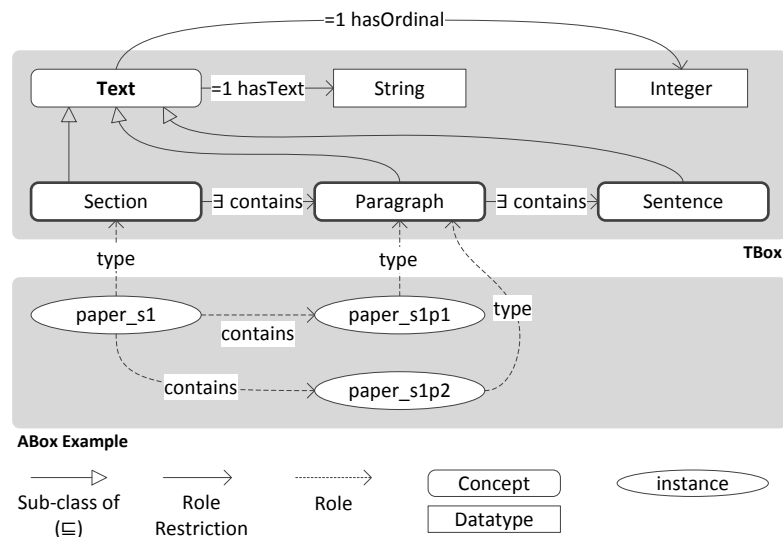 =1 hasOrdinal
Text
=1 hasText
String
Integer
Section
∃ contains
Paragraph
∃ contains
Sentence
TBox
type
type
type
paper_s1
contains
paper_s1p1
contains
paper_s1p2
ABox Example
Sub-class of
(⊑)
Role
Restriction
Role
Concept
Datatype
instance